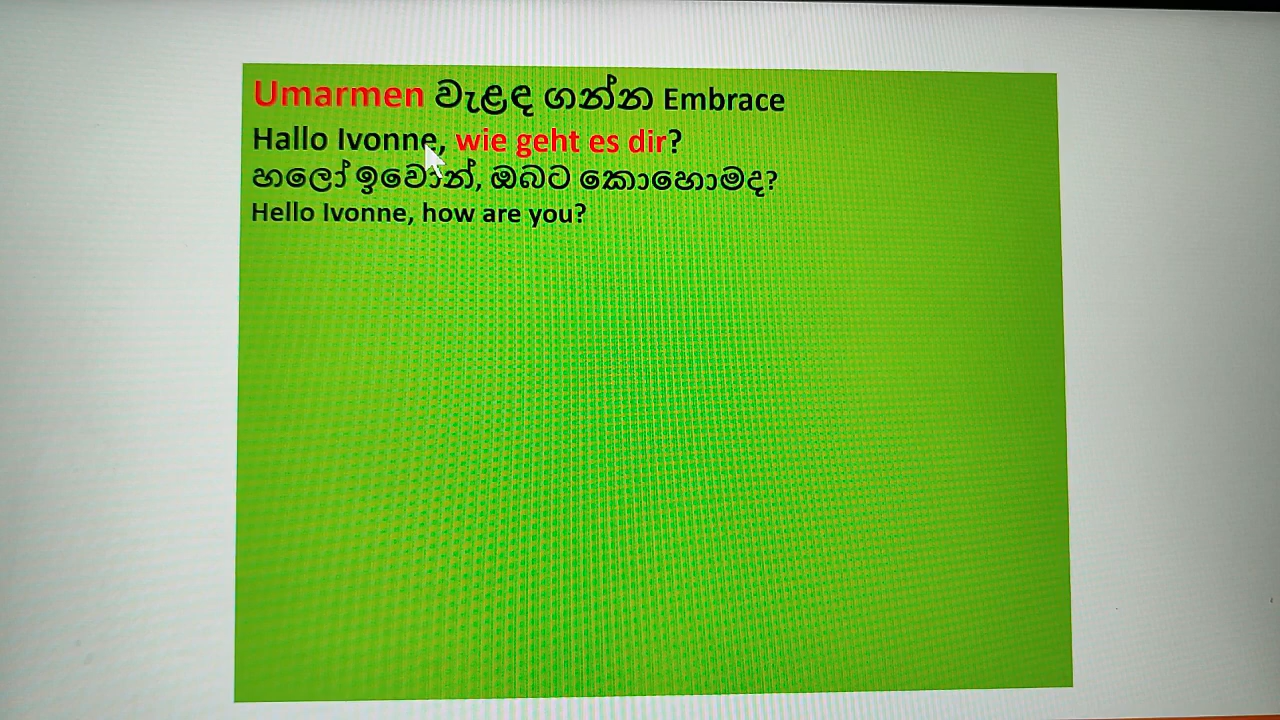 Umarmen වැළඳ ගන්න Embrace
Hallo Ivonne, wie geht es dir?
හලෝ ඉවොන්, ඔබට කොහොමද?
Hello Ivonne, how are you?